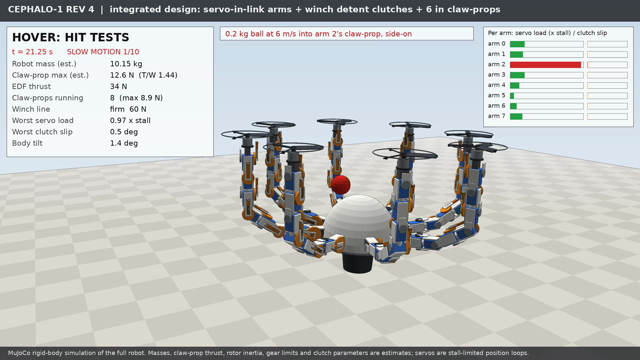 CEPHALO-1 REV 4 | integrated design: servo-in-link arms + winch detent clutches + 6 in claw-props
HOVER: HIT TESTS
t = 21.25 s SLOW MOTION 1/10
Robot mass (est.) 10.15 kg
Claw-prop max (est.) 12.6 N (T/W 1.44)
EDF thrust 34 N
Claw-props running 8 (max 8.9 N)
Winch line firm 60 N
Worst servo load 0.97 x stall
Worst clutch slip 0.5 deg
Body tilt 1.4 deg
0.2 kg ball at 6 m/s into arm 2's claw-prop, side-on
Per arm: servo load (x stall) / clutch slip
arm 0
arm 1
arm 2
arm 3
arm 4
arm 5
arm 6
arm 7
MuJoCo rigid-body simulation of the full robot. Masses, claw-prop thrust, rotor inertia, gear limits and clutch parameters are estimates; servos are stall-limited position loops.